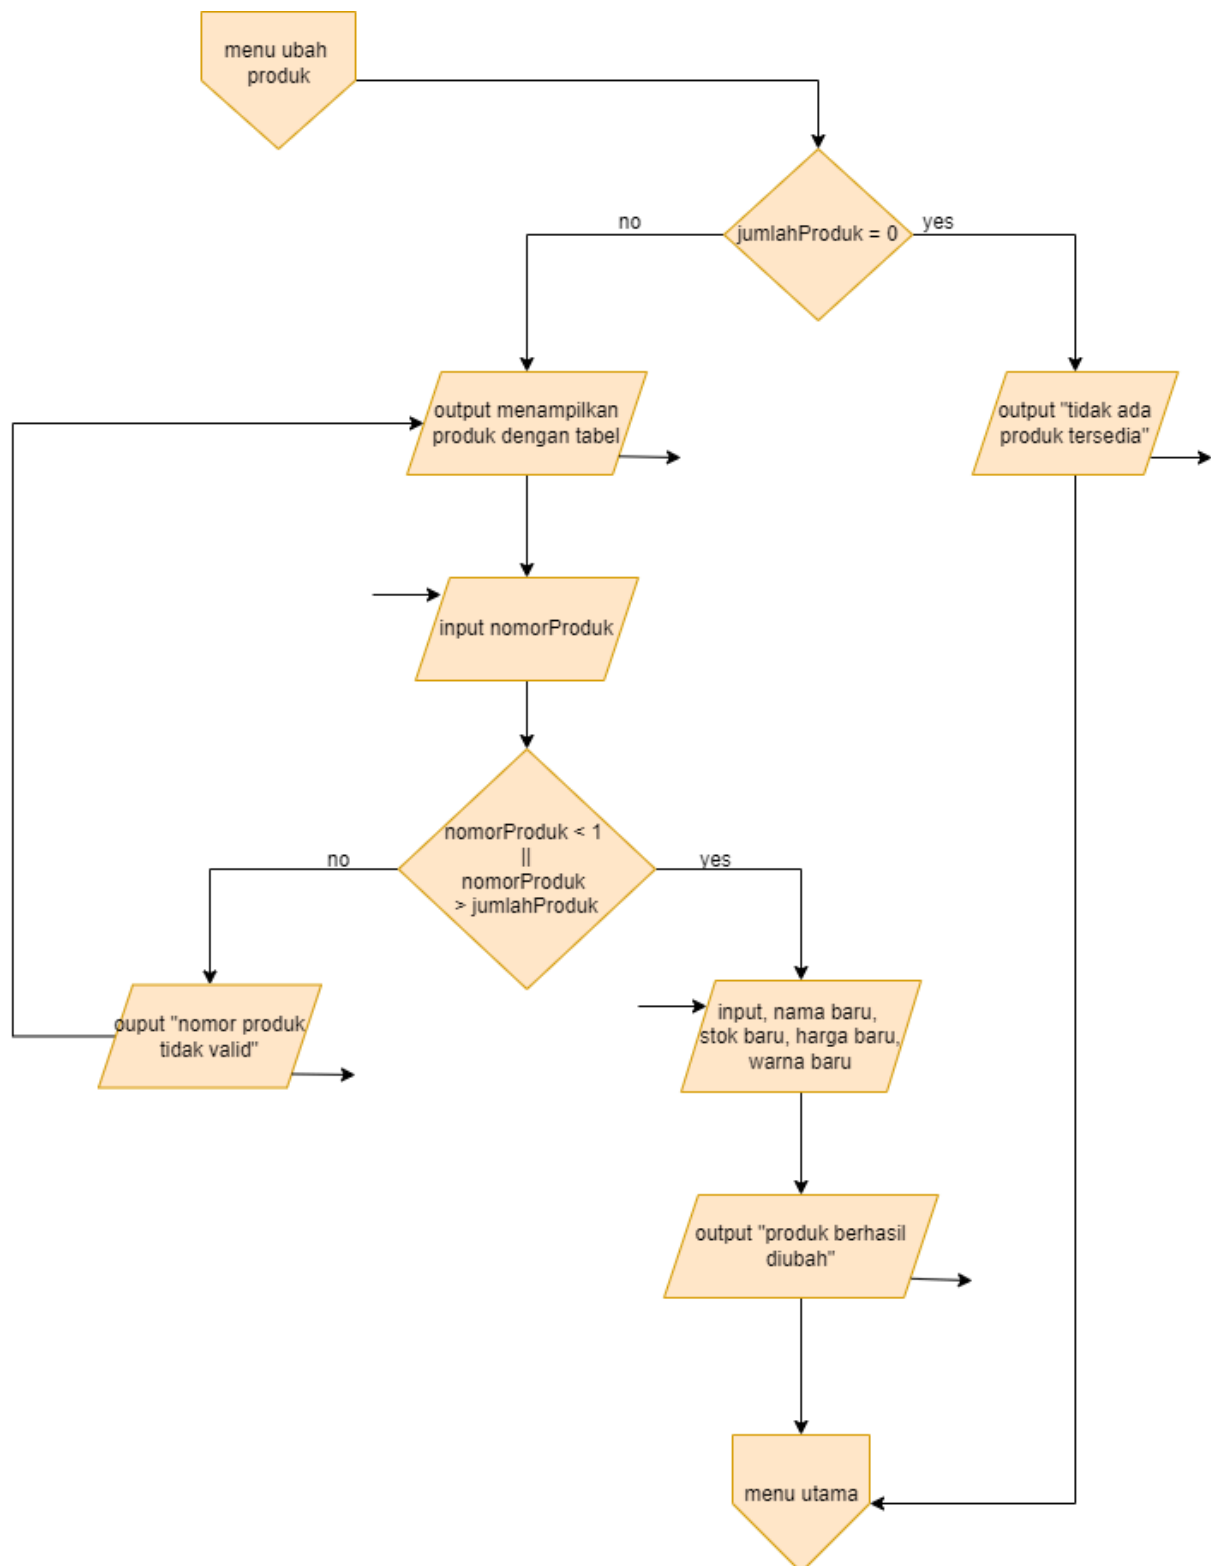 menu ubah
produk
no
jumlahProduk = 0
yes
output menampilkan
produk dengan tabel
output "tidak ada
produk tersedia"
input nomorProduk
no
nomorProduk < 1
||
nomorProduk
> jumlahProduk
yes
ouput "nomor produk
tidak valid"
input, nama baru,
stok baru, harga baru,
warna baru
output "produk berhasil
diubah"
menu utama